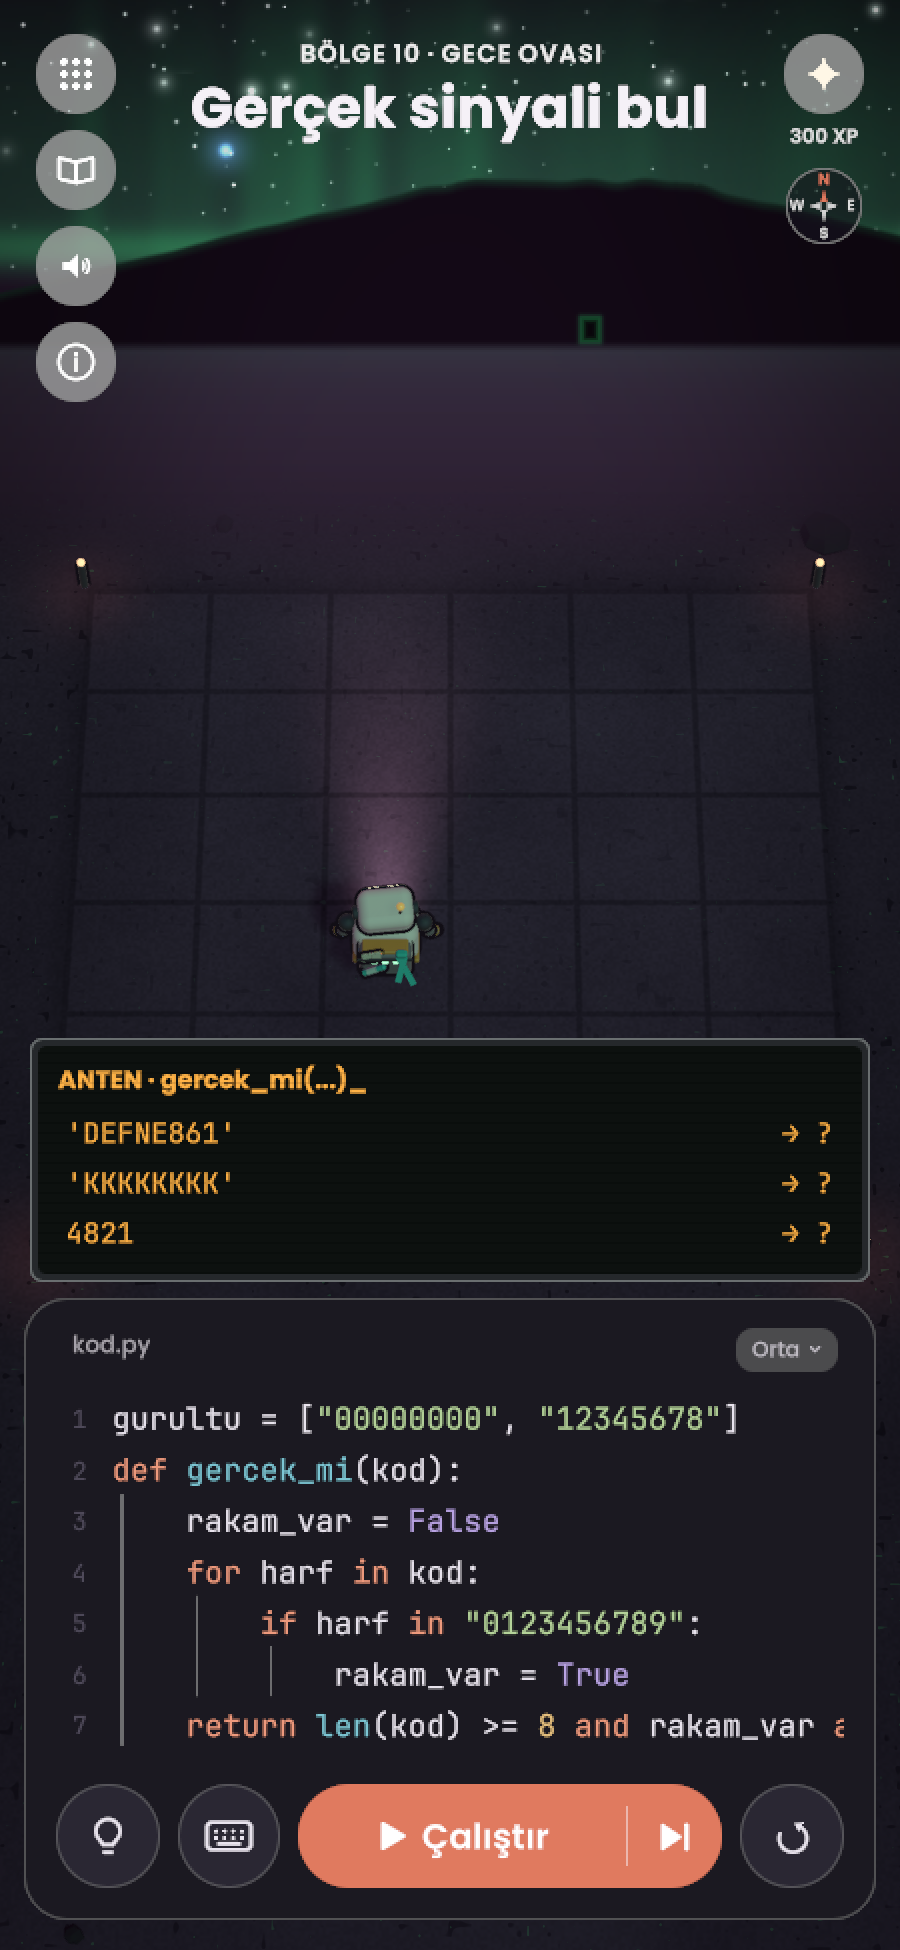 BÖLGE 10 · GECE OVASI
Gerçek sinyali bul
300 XP
N
W E
S
ANTEN · gercek_mi(...)_
'DEFNE861' → ?
'KKKKKKKK' → ?
4821 → ?
kod.py
Orta
1 gurultu = ["00000000", "12345678"]
2 def gercek_mi(kod):
3 rakam_var = False
4 for harf in kod:
5 if harf in "0123456789":
6 rakam_var = True
7 return len(kod) >= 8 and rakam_var a
Çalıştır